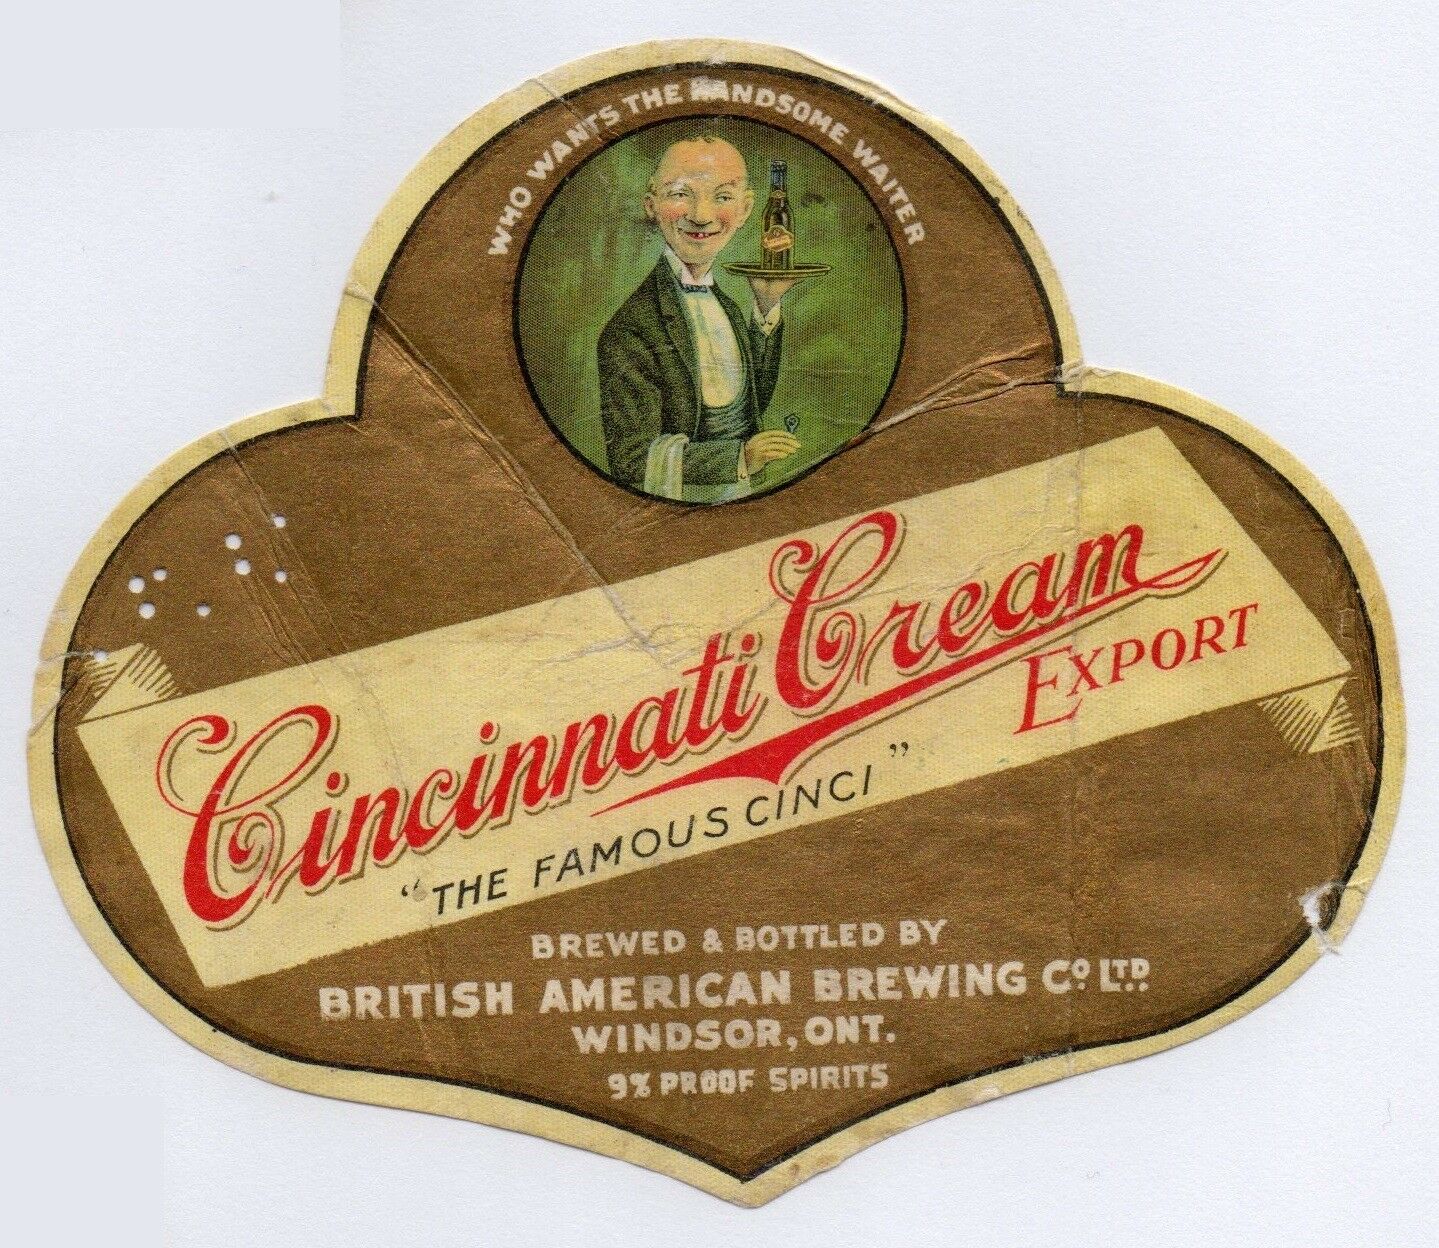 WHO WANTS THE HANDSOME WAITER
Cincinnati Cream
EXPORT
"THE FAMOUS CINCI"
BREWED & BOTTLED BY
BRITISH AMERICAN BREWING CO. LTD.
WINDSOR, ONT.
9% PROOF SPIRITS